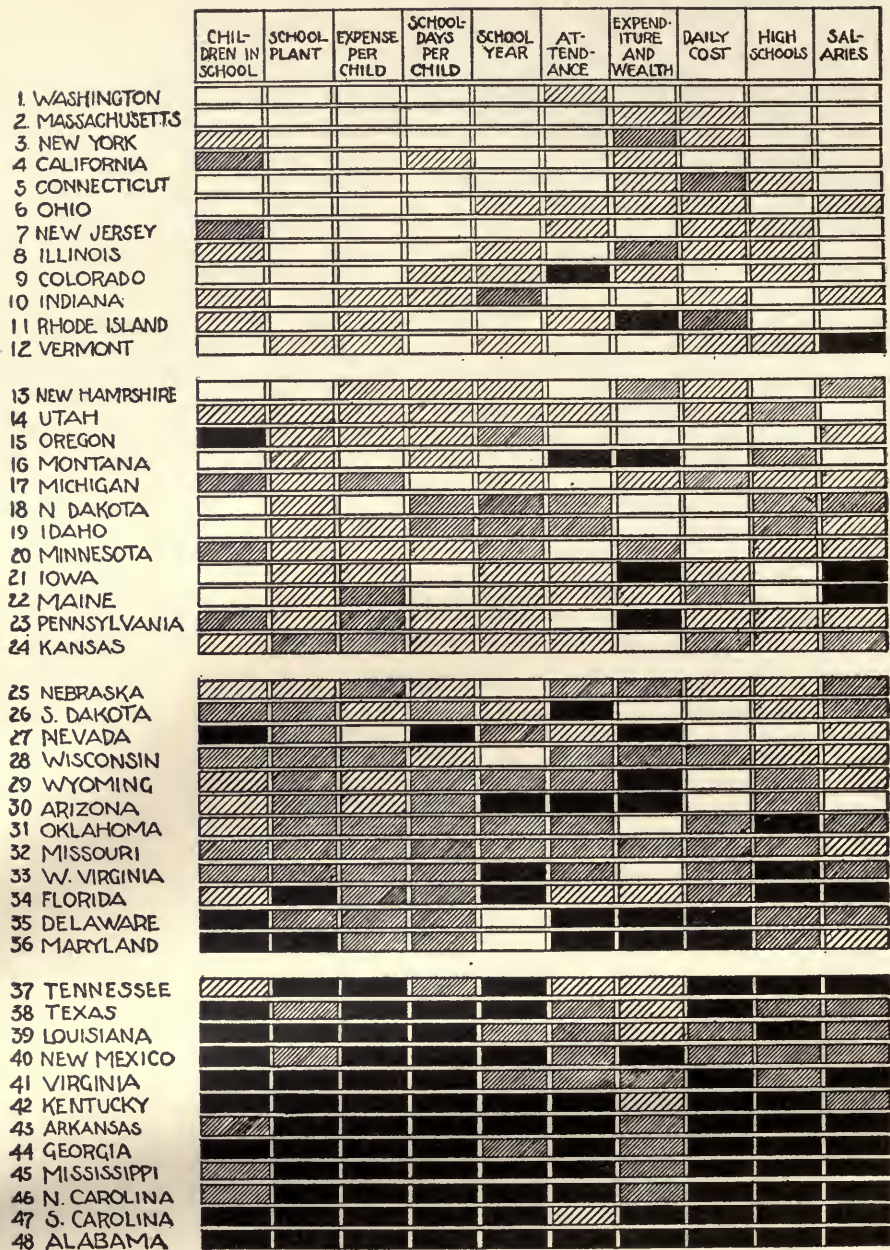 CHIL-
DREN IN
SCHOOL
SCHOOL
PLANT
EXPENSE
PER
CHILD
SCHOOL-
DAYS
PER
CHILD
SCHOOL
YEAR
AT-
TEND-
ANCE
EXPEND-
ITURE
AND
WEALTH
DAILY
COST
HIGH
SCHOOLS
SAL-
ARIES
1. WASHINGTON
2. MASSACHUSETTS
3. NEW YORK
4 CALIFORNIA
5 CONNECTICUT
6 OHIO
7 NEW JERSEY
8 ILLINOIS
9 COLORADO
10 INDIANA
11 RHODE ISLAND
12 VERMONT
13 NEW HAMPSHIRE
14 UTAH
15 OREGON
16 MONTANA
17 MICHIGAN
18 N DAKOTA
19 IDAHO
20 MINNESOTA
21 IOWA
22 MAINE
23 PENNSYLVANIA
24 KANSAS
25 NEBRASKA
26 S. DAKOTA
27 NEVADA
28 WISCONSIN
29 WYOMING
30 ARIZONA
31 OKLAHOMA
32 MISSOURI
33 W. VIRGINIA
34 FLORIDA
35 DELAWARE
36 MARYLAND
37 TENNESSEE
38 TEXAS
39 LOUISIANA
40 NEW MEXICO
41 VIRGINIA
42 KENTUCKY
43 ARKANSAS
44 GEORGIA
45 MISSISSIPPI
46 N. CAROLINA
47 S. CAROLINA
48 ALABAMA